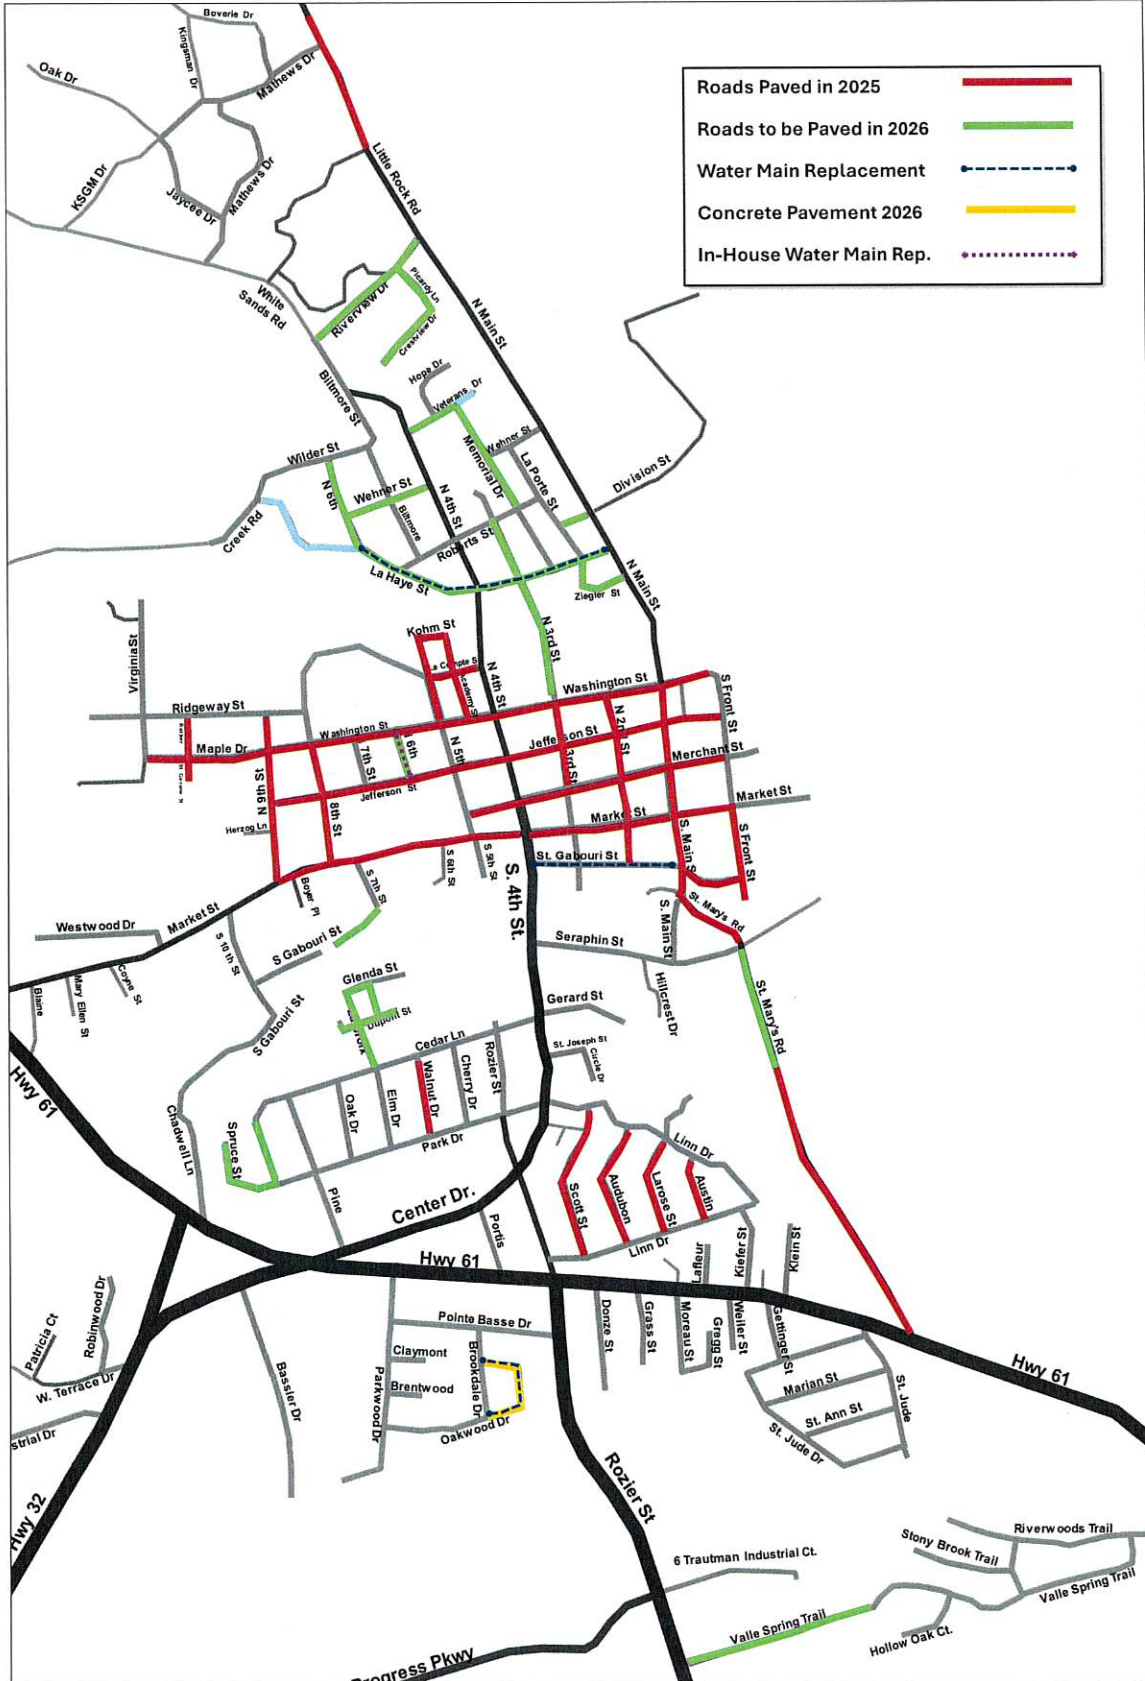 Boverie Dr
Kingsman Dr
Oak Dr
Mathews Dr
Roads Paved in 2025
Roads to be Paved in 2026
Water Main Replacement
Concrete Pavement 2026
In-House Water Main Rep.
KSGM Dr
Jaycee Dr
Mathews Dr
Little Rock Rd
White
Sands Rd
Riverview Dr
Picardy Ln
Crestview Dr
N Main St
Biltmore St
Hope Dr
Veterans Dr
Wilder St
N 6th
Wehner St
Biltmore
N 4th St
Memorial Dr
Wehner St
La Porte St
Division St
Creek Rd
Roberts St
La Haye St
Ziegler St
N Main St
Virginia St
Kohm St
Academy St
N 4th St
N 3rd St
Washington St
S Front St
Ridgeway St
Washington St
Maple Dr
7th St
6th
N 5th
Jefferson St
N 2nd St
3rd St
Merchant St
Jefferson St
N 9th St
8th St
Market St
Market St
Herzog Ln
S. Main S
S Front St
S 6th St
S 5th St
St. Gabouri St
S. 4th St.
Boyer Pl
S 7th St
Market St
Westwood Dr
S 10th St
S Gabouri St
S. Main St
St. Mary's Rd
Seraphin St
Blaine
Mary Ellen St
Coyne St
Glenda St
Dupont St
Hillcrest Dr
St. Mary's Rd
S Gabouri St
Gerard St
Cedar Ln
St. Joseph St
Circle Dr
Hwy 61
Chadwell Ln
Spruce St
Oak Dr
Elm Dr
Walnut Dr
Cherry Dr
Rozier St
Park Dr
Pine
Center Dr.
Portis
Scott St
Audubon
Larose St
Austin
Linn Dr
Linn Dr
Hwy 61
Lafleur
Kiefer St
Klein St
Donze St
Grass St
Moreau St
Gregg St
Weiler St
Gettinger St
Patricia Ct
Robinwood Dr
W. Terrace Dr
strial Dr
Bassler Dr
Pointe Basse Dr
Claymont
Brentwood
Parkwood Dr
Brookdale Dr
Oakwood Dr
Marian St
St. Ann St
St. Jude Dr
St. Jude
Hwy 61
Hwy 32
Rozier St
6 Trautman Industrial Ct.
Riverwoods Trail
Stony Brook Trail
Valle Spring Trail
Valle Spring Trail
Hollow Oak Ct.
Progress Pkwy